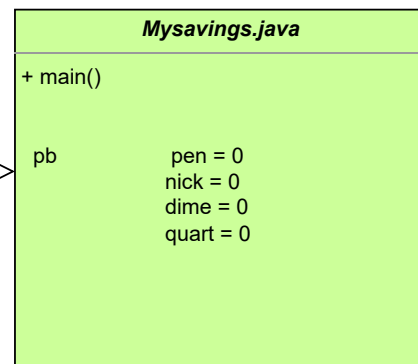 Mysavings.java
+ main()
pb pen = 0
nick = 0
dime = 0
quart = 0